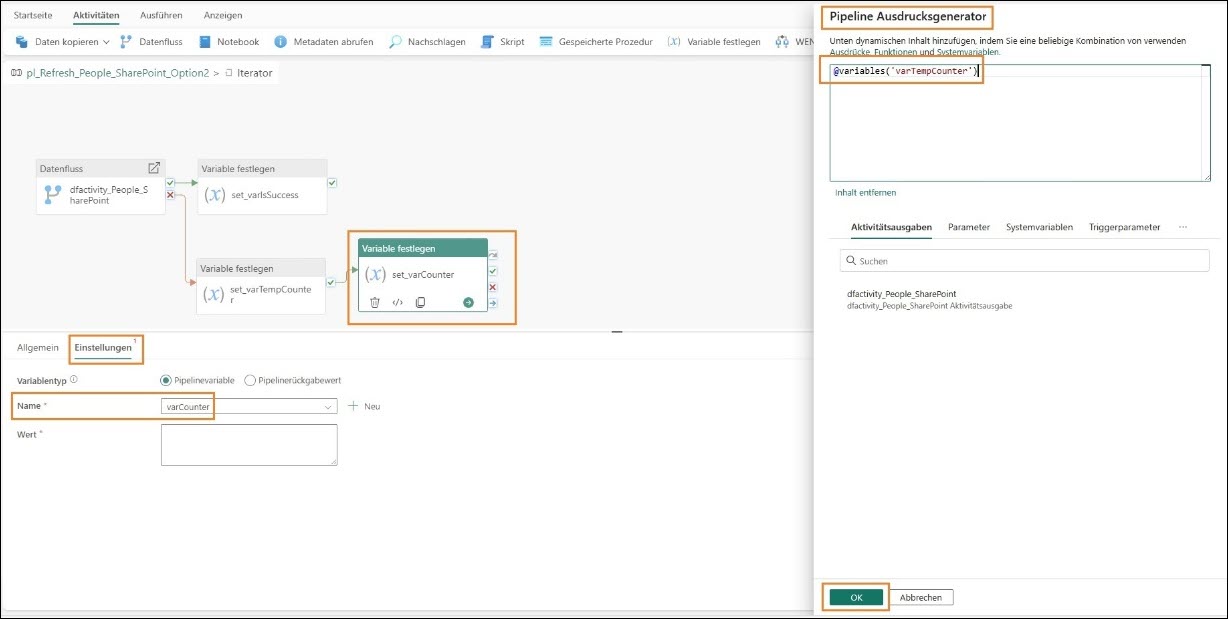 Startseite Aktivitäten Ausführen Anzeigen
Daten kopieren Datenfluss Notebook Metadaten abrufen Nachschlagen Skript Gespeicherte Prozedur (x) Variable festlegen WEN
pl_Refresh_People_SharePoint_Option2 > Iterator
Datenfluss
dfactivity_People_S
harePoint
Variable festlegen
(x) set_varIsSuccess
Variable festlegen
(x) set_varTempCounte
r
Variable festlegen
(x) set_varCounter
Allgemein Einstellungen 1
Variablentyp
Pipelinevariable Pipelinerückgabewert
Name * varCounter + Neu
Wert *
Pipeline Ausdrucksgenerator
Unten dynamischen Inhalt hinzufügen, indem Sie eine beliebige Kombination von verwenden
Ausdrücke, Funktionen und Systemvariablen.
@variables('varTempCounter')
Inhalt entfernen
Aktivitätsausgaben Parameter Systemvariablen Triggerparameter ...
Suchen
dfactivity_People_SharePoint
dfactivity_People_SharePoint Aktivitätsausgabe
OK Abbrechen